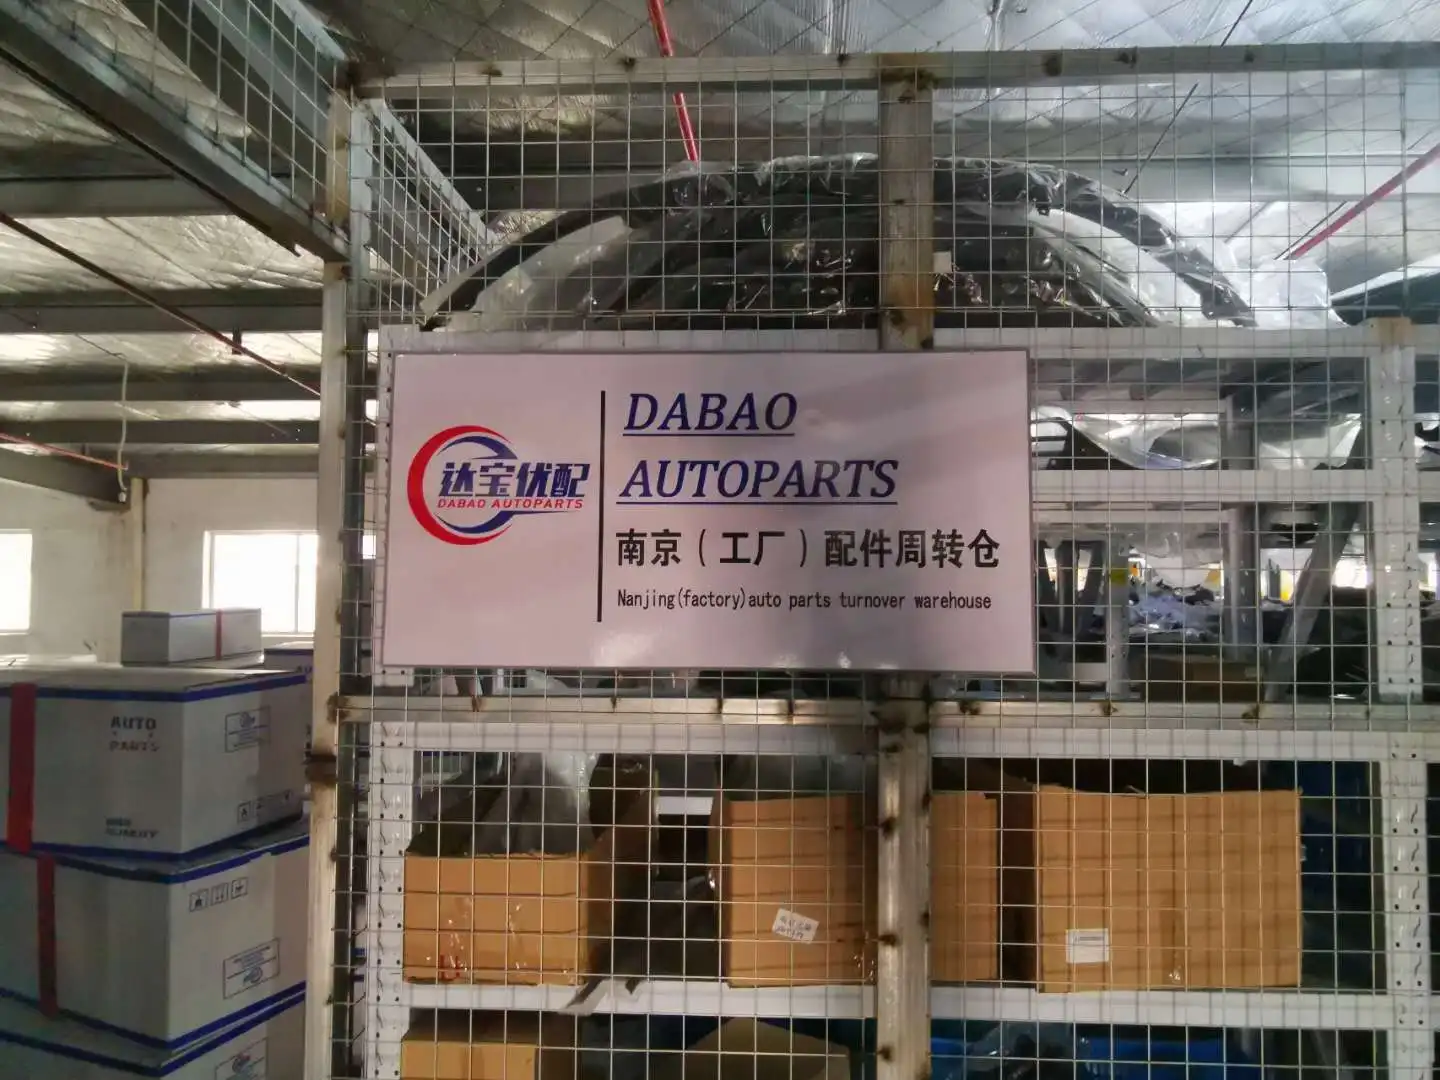 达宝优配
DABAO AUTOPARTS
DABAO
AUTOPARTS
南京（工厂）配件周转仓
Nanjing(factory)auto parts turnover warehouse
AUTO
PARTS